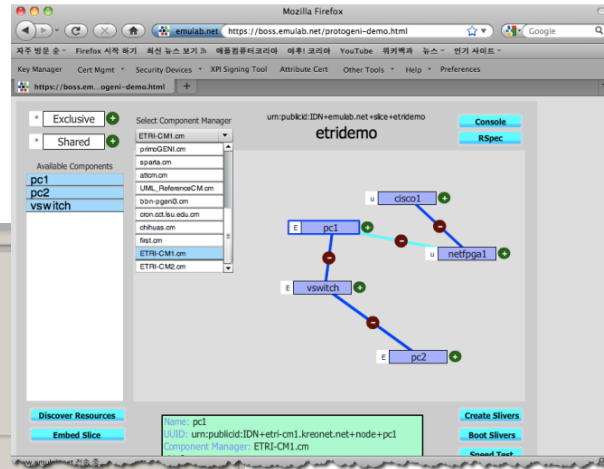 Mozilla Firefox
emulab.net https://boss.emulab.net/protogeni-demo.html
Google
자주 방문 순
Firefox 시작 하기
최신 뉴스 보기
애플컴퓨터코리아
야후! 코리아
YouTube
위키백과
뉴스
인기 사이트
Key Manager
Cert Mgmt
Security Devices
XPI Signing Tool
Attribute Cert
Other Tools
Help
Preferences
https://boss.em...ogeni-demo.html +
* Exclusive +
* Shared +
Available Components
pc1
pc2
vswitch
Select Component Manager
ETRI-CM1.cm
primoGENI.cm
sparta.cm
attcm.cm
UML_ReferenceCM.cm
bbn-pgeni3.cm
cron.cct.lsu.edu.cm
chihuas.cm
first.cm
ETRI-CM1.cm
ETRI-CM2.cm
urn:publicid:IDN+emulab.net+slice+etridemo
etridemo
Console
RSpec
u cisco1 +
E pc1 +
u netfpga1 +
E vswitch +
E pc2 +
Discover Resources
Embed Slice
Name: pc1
UUID: urn:publicid:IDN+etri-cm1.kreonet.net+node+pc1
Component Manager: ETRI-CM1.cm
Create Slivers
Boot Slivers
Speed Test